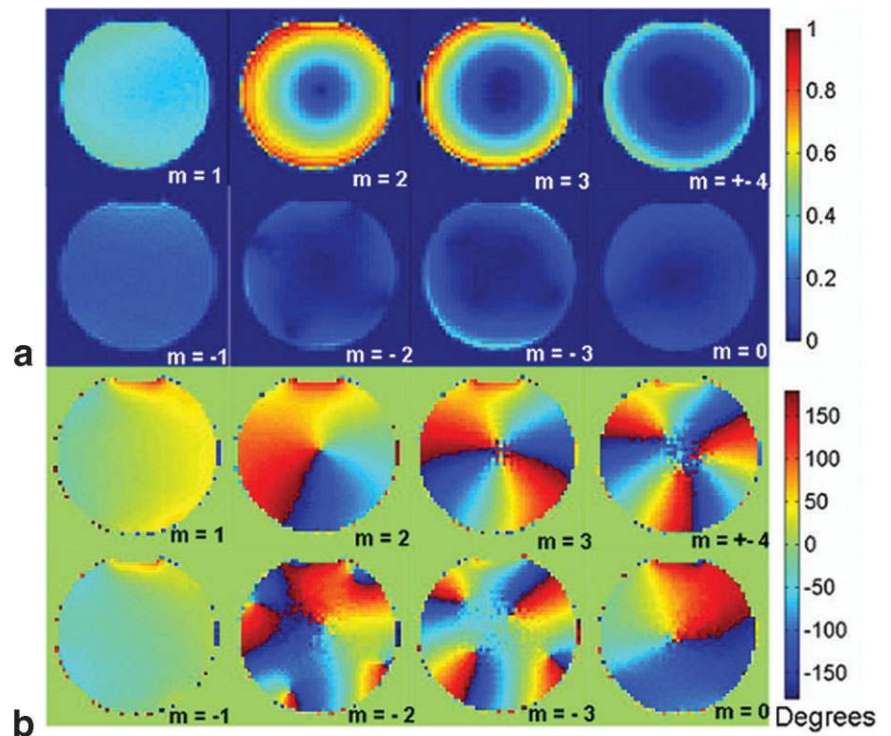 m = 1
m = 2
m = 3
m = +- 4
m = -1
m = - 2
m = - 3
m = 0
1
0.8
0.6
0.4
0.2
0
a
m = 1
m = 2
m = 3
m = +- 4
m = -1
m = - 2
m = - 3
m = 0
150
100
50
0
-50
-100
-150
Degrees
b